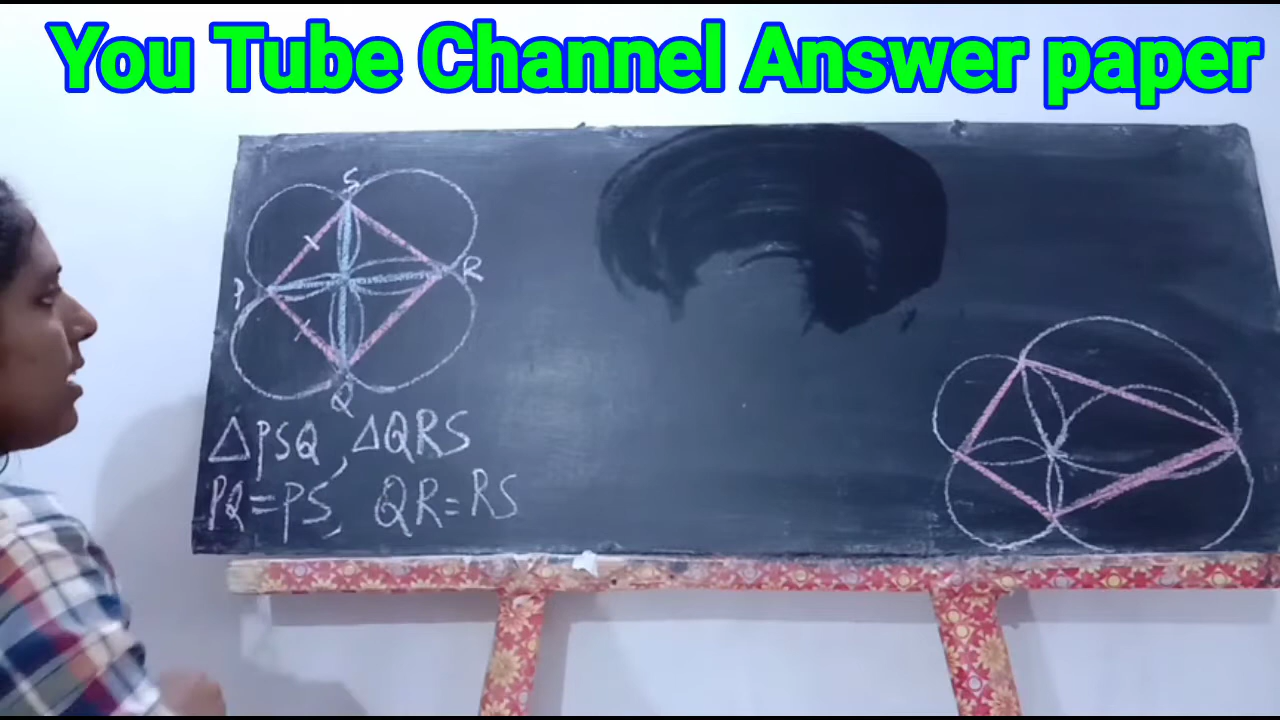 You Tube Channel Answer paper
S
P R
Q
△PSQ, △QRS
PQ=PS, QR=RS